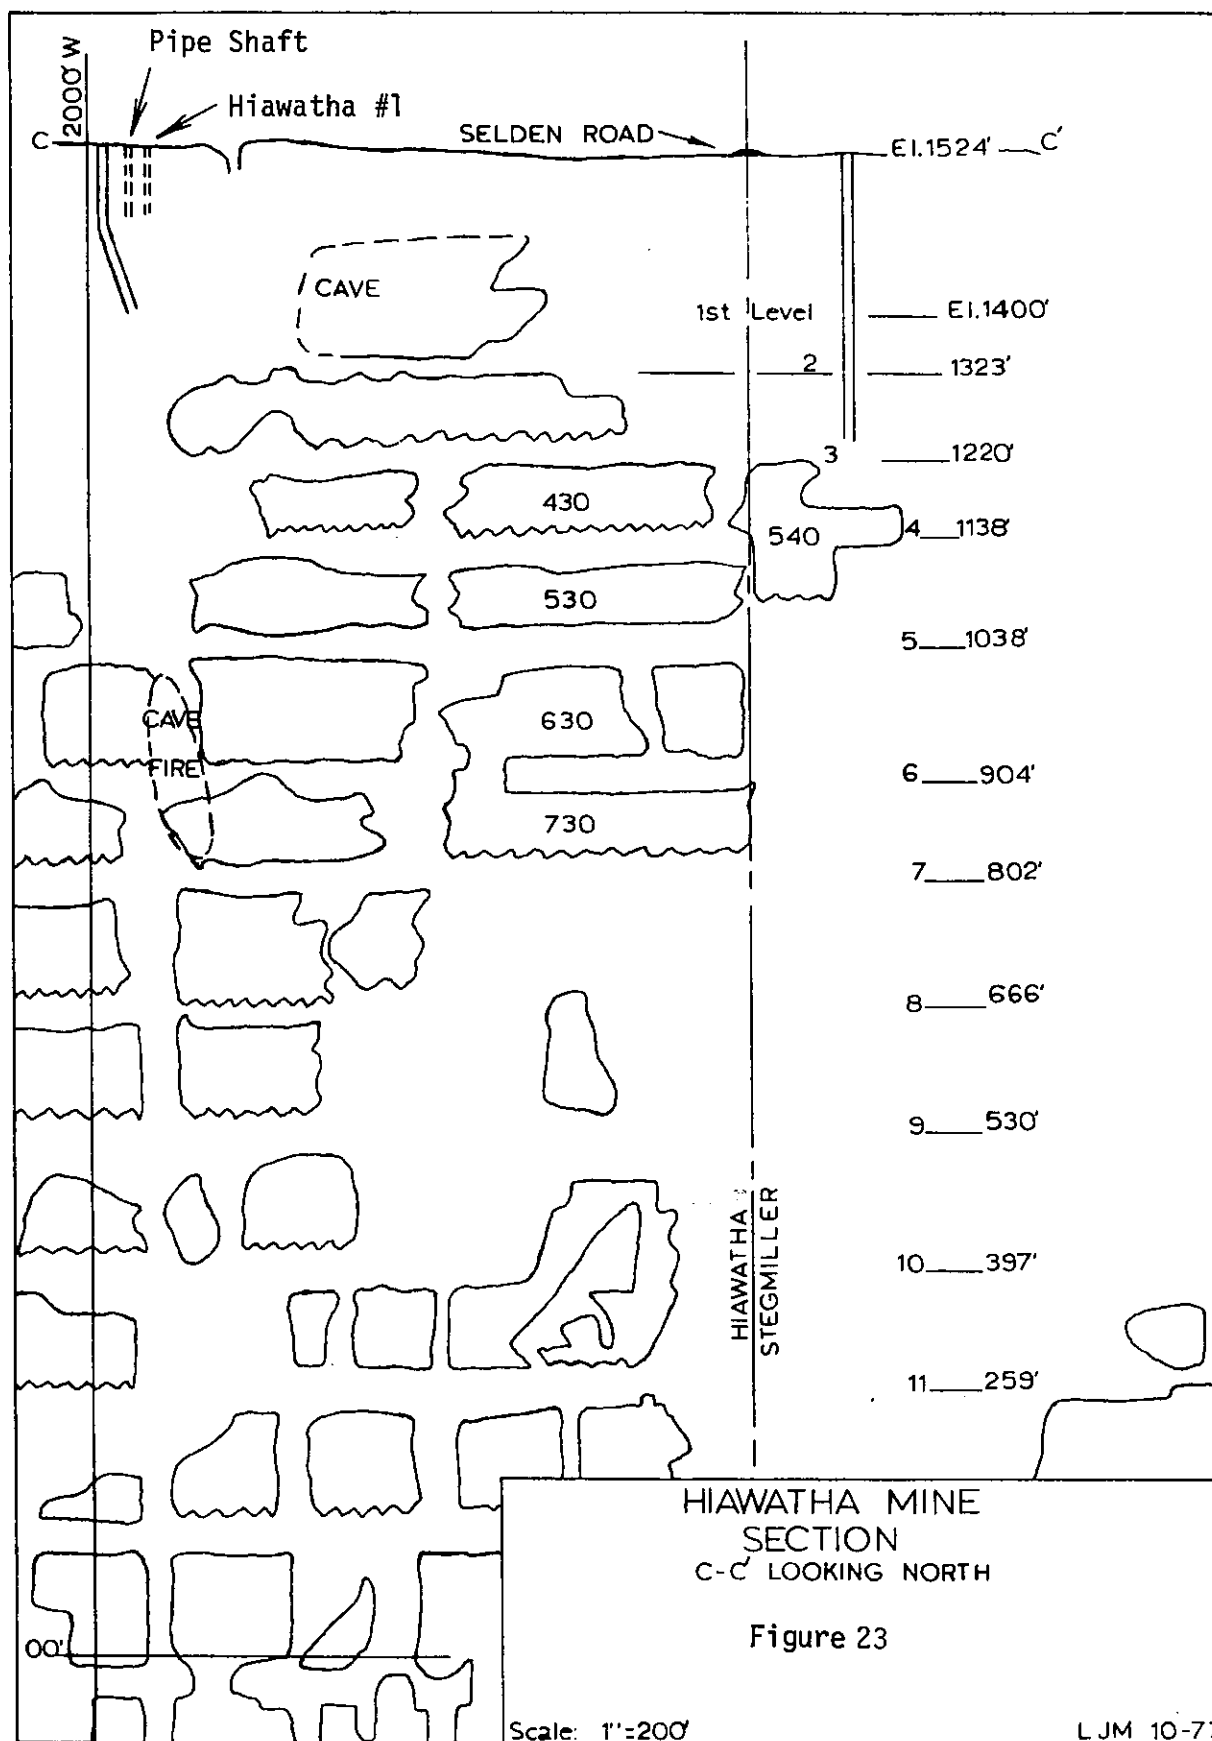 Pipe Shaft
2000' W
Hiawatha #1
SELDEN ROAD
C
El.1524'
C'
CAVE
1st Level
El.1400'
2
1323'
3
1220'
430
540
4
1138'
530
5
1038'
CAVE
630
FIRE
6
904'
730
7
802'
8
666'
9
530'
HIAWATHA
STEGMILLER
10
397'
11
259'
HIAWATHA MINE
SECTION
C-C' LOOKING NORTH
00'
Figure 23
Scale: 1"=200'
LJM 10-77